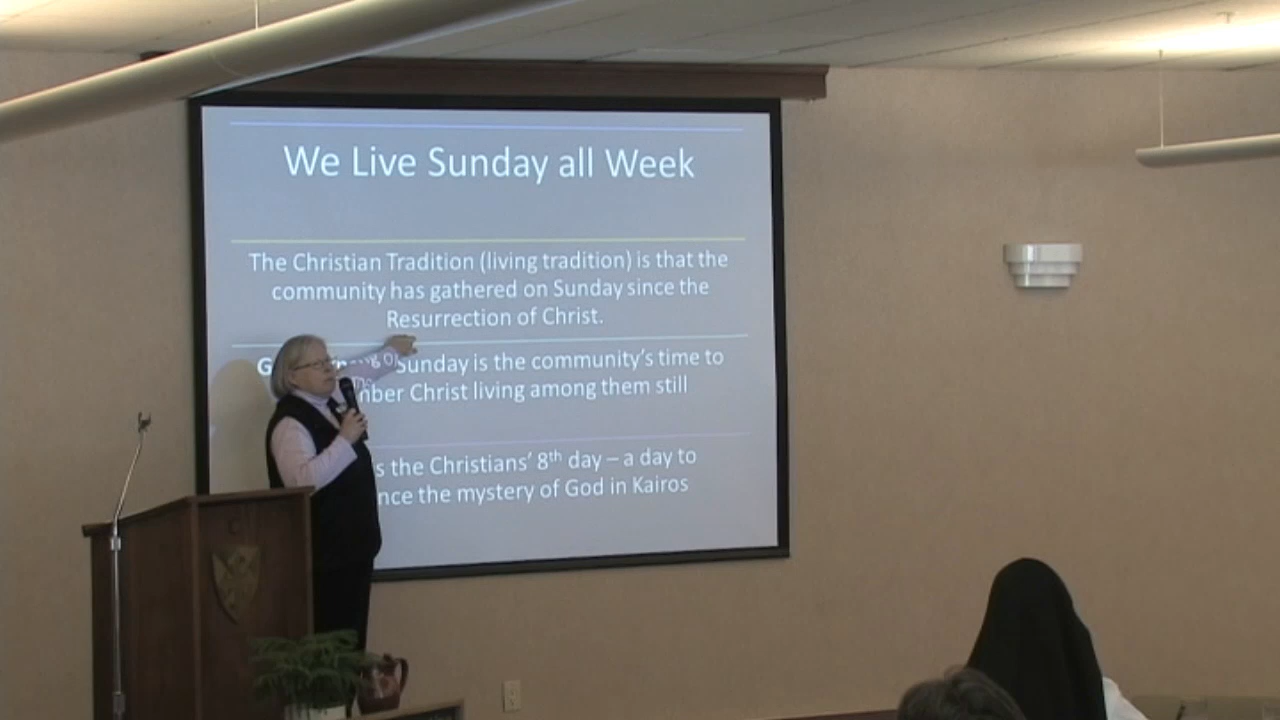 We Live Sunday all Week
The Christian Tradition (living tradition) is that the
community has gathered on Sunday since the
Resurrection of Christ.
Sunday is the community's time to
Christ living among them still
the Christians' 8th day – a day to
the mystery of God in Kairos